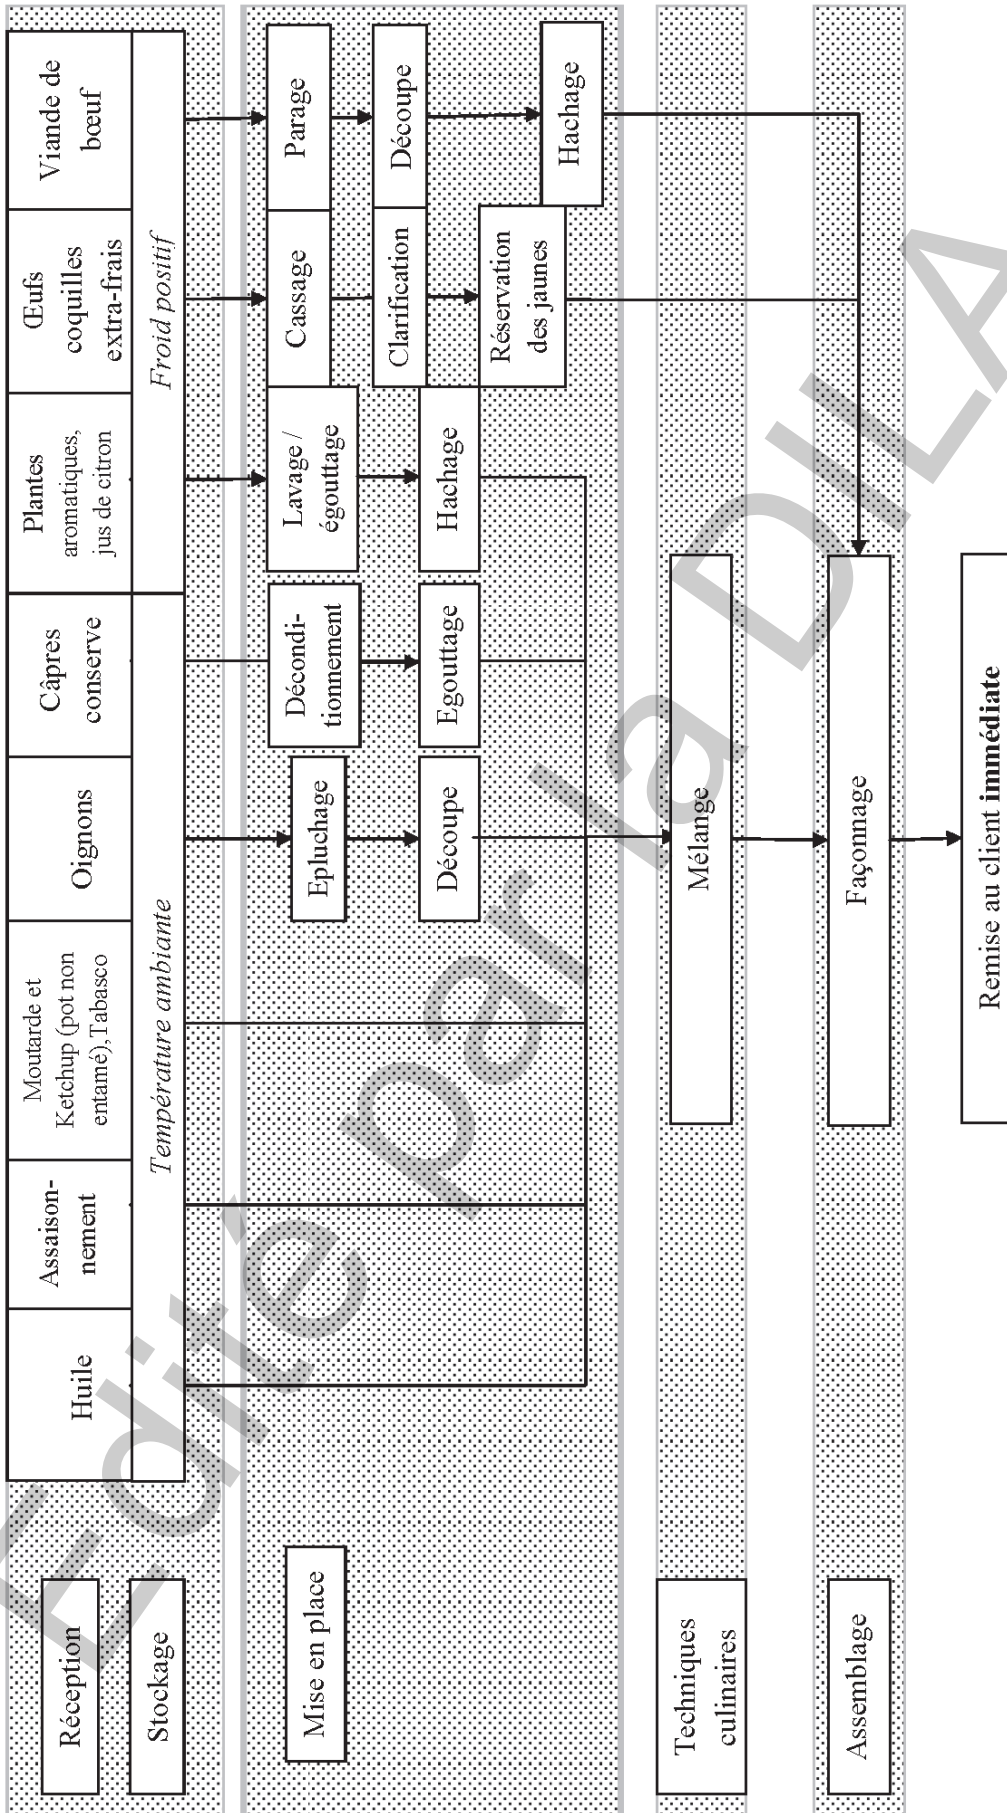 Réception
Huile
Assaison-
nement
Moutarde et
Ketchup (pot non
entamé),Tabasco
Oignons
Câpres
conserve
Plantes
aromatiques,
jus de citron
Œufs
coquilles
extra-frais
Viande de
bœuf
Stockage
Température ambiante
Froid positif
Mise en place
Epluchage
Décondi-
tionnement
Lavage /
égouttage
Cassage
Parage
Découpe
Egouttage
Hachage
Clarification
Découpe
Réservation
des jaunes
Hachage
Techniques
culinaires
Mélange
Assemblage
Façonnage
Remise au client immédiate
Edité par la DILA